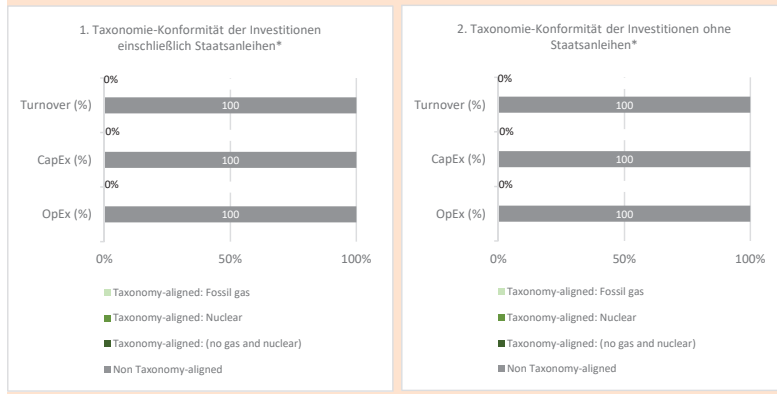 1. Taxonomie-Konformität der Investitionen
einschließlich Staatsanleihen*
0%
Turnover (%)
100
0%
CapEx (%)
100
0%
OpEx (%)
100
0%
50%
100%
Taxonomy-aligned: Fossil gas
Taxonomy-aligned: Nuclear
Taxonomy-aligned: (no gas and nuclear)
Non Taxonomy-aligned
2. Taxonomie-Konformität der Investitionen ohne
Staatsanleihen*
0%
Turnover (%)
100
0%
CapEx (%)
100
0%
OpEx (%)
100
0%
50%
100%
Taxonomy-aligned: Fossil gas
Taxonomy-aligned: Nuclear
Taxonomy-aligned: (no gas and nuclear)
Non Taxonomy-aligned